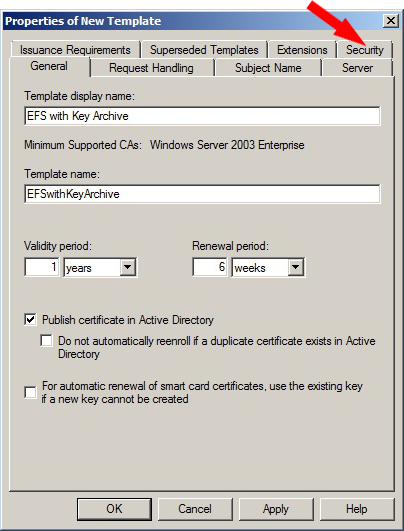 Properties of New Template
Issuance Requirements Superseded Templates Extensions Security
General Request Handling Subject Name Server
Template display name:
EFS with Key Archive
Minimum Supported CAs: Windows Server 2003 Enterprise
Template name:
EFSwithKeyArchive
Validity period: Renewal period:
1 years 6 weeks
Publish certificate in Active Directory
Do not automatically reenroll if a duplicate certificate exists in Active
Directory
For automatic renewal of smart card certificates, use the existing key
if a new key cannot be created
OK Cancel Apply Help